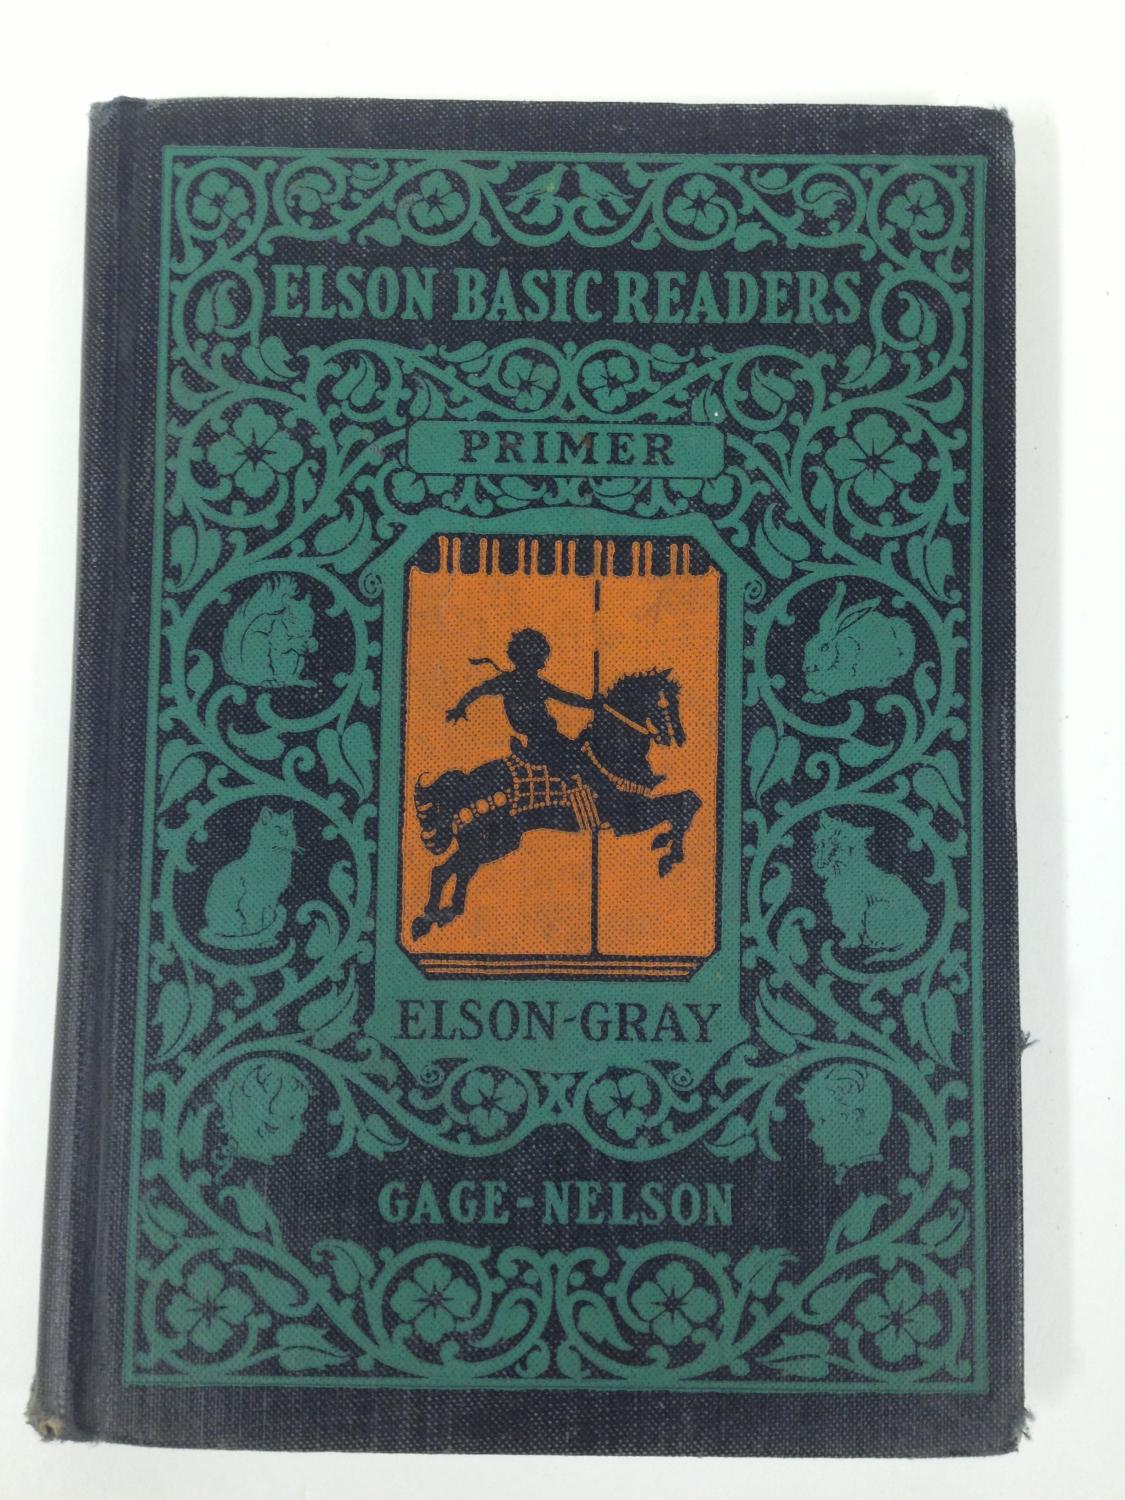 ELSON BASIC READERS
PRIMER
ELSON-GRAY
GAGE-NELSON